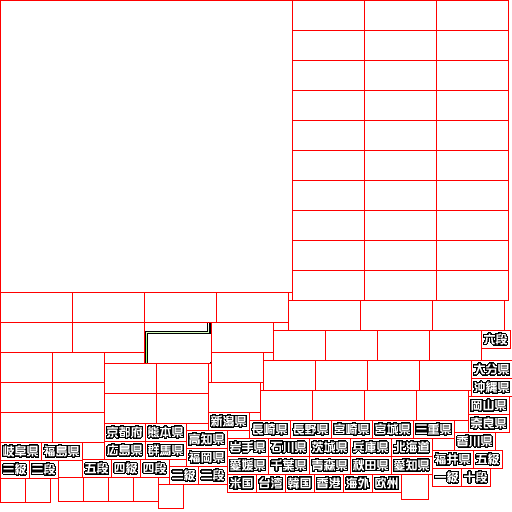 六段
大分県
沖縄県
岡山県
新潟県 奈良県
長崎県 長野県 宮崎県 宮城県 三重県
京都府 熊本県 高知県 香川県
岩手県 石川県 茨城県 兵庫県 北海道
岐阜県 福島県 広島県 群馬県
福岡県 愛媛県 千葉県 青森県 秋田県 愛知県 福井県 五級
三級 三段 五段 四級 四段
二級 二段 一級 十段
米国 台湾 韓国 香港 海外 欧州